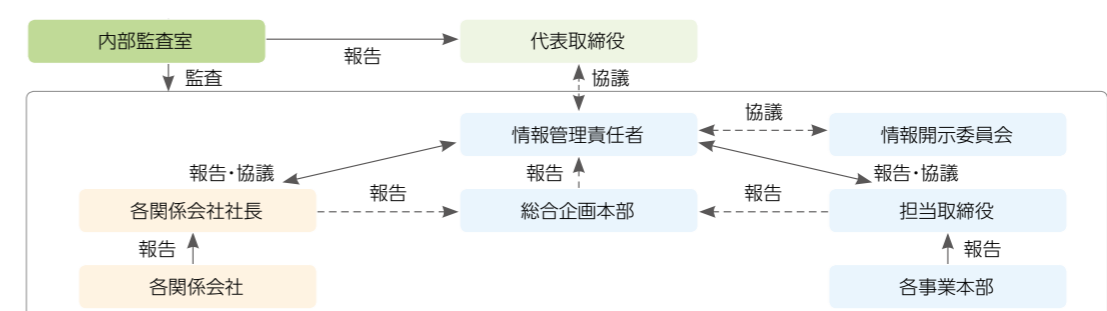 内部監査室
報告
代表取締役
監査
協議
情報管理責任者
協議
情報開示委員会
報告・協議
報告
報告・協議
各関係会社社長
報告
総合企画本部
報告
担当取締役
報告
報告
各関係会社
各事業本部